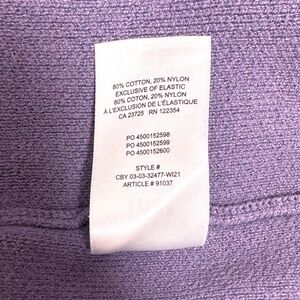 80% COTTON, 20% NYLON
EXCLUSIVE OF ELASTIC
80% COTON, 20% NYLON
À L'EXCLUSION DE L'ÉLASTIQUE
CA 23725 RN 122354
PO 4500152598
PO 4500152599
PO 4500152600
STYLE #
CBY 03-03-32477-WI21
ARTICLE # 91037